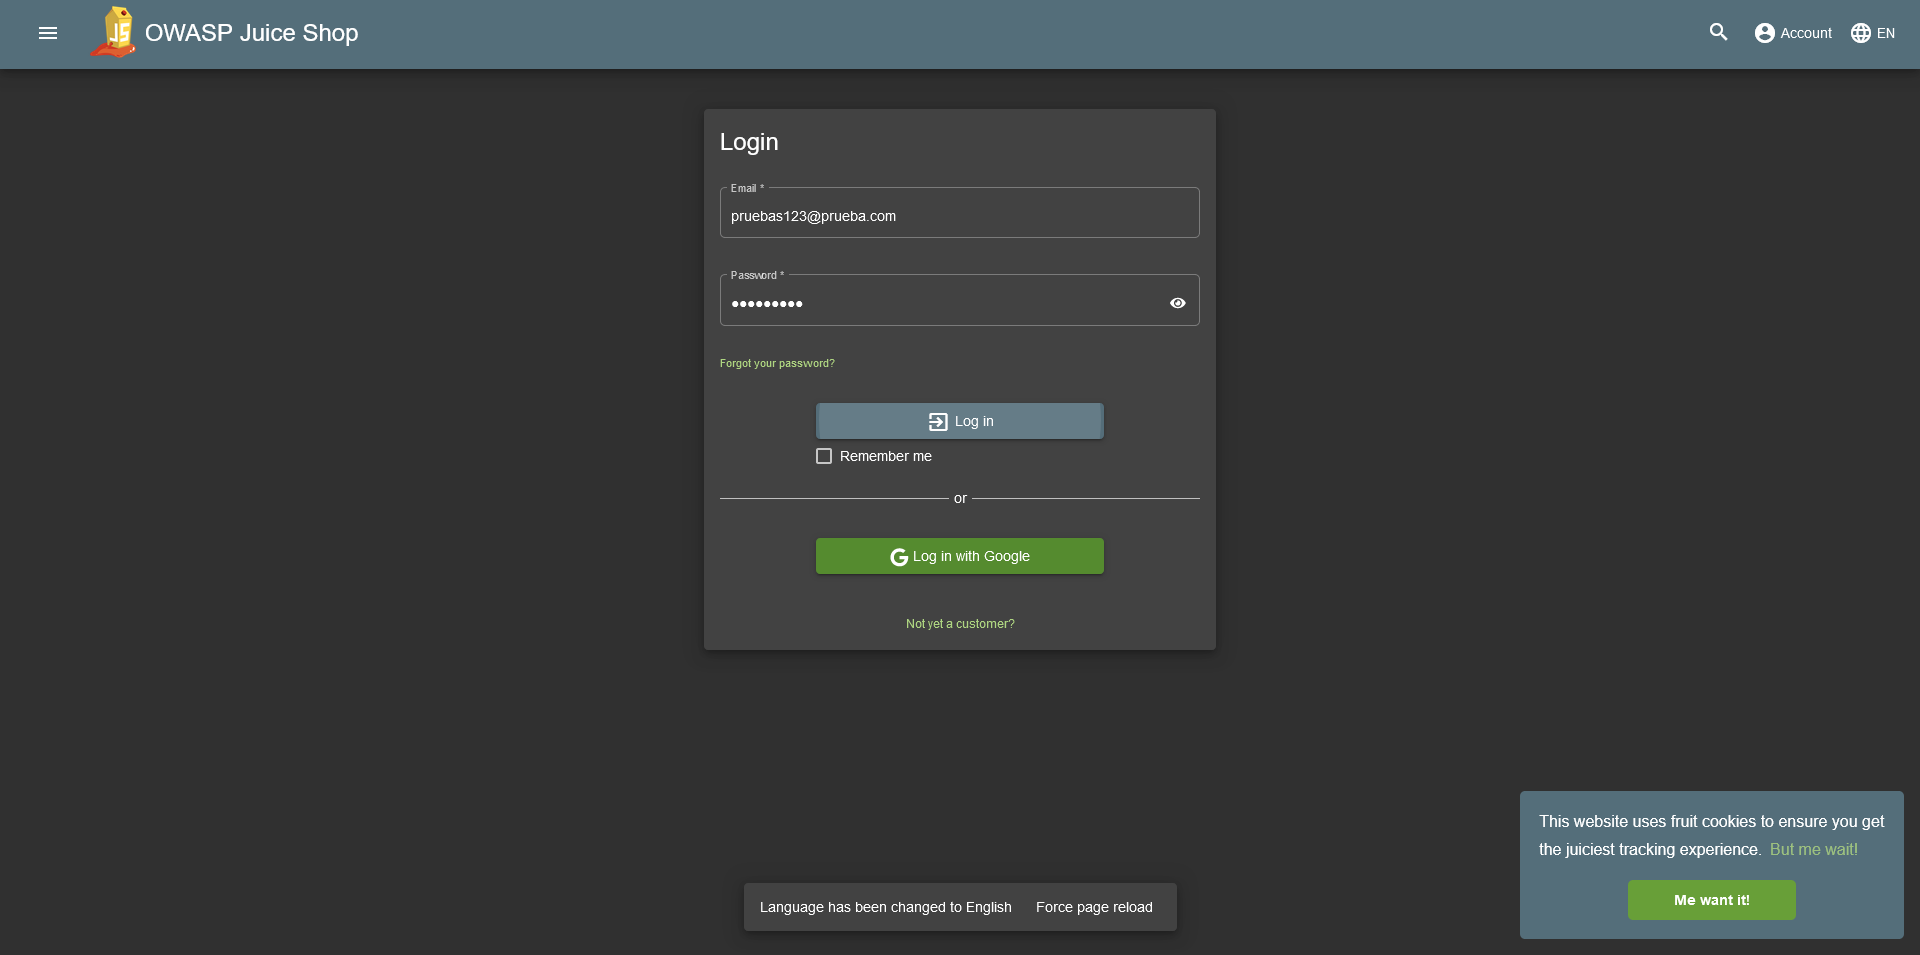 OWASP Juice Shop
Account
EN
Login
Email *
pruebas123@prueba.com
Password *
•••••••••
Forgot your password?
Log in
Remember me
or
Log in with Google
Not yet a customer?
This website uses fruit cookies to ensure you get
the juiciest tracking experience. But me wait!
Me want it!
Language has been changed to English Force page reload